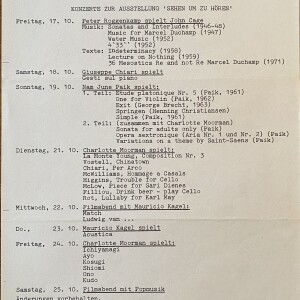 KONZERTE ZUR AUSSTELLUNG 'SEHEN UM ZU HÖREN'
Freitag, 17. 10. Peter Roggenkamp spielt John Cage
Musik: Sonatas and Interludes (1946-48)
Music for Marcel Duchamp (1947)
Water Music (1952)
4'33'' (1952)
Texte: Indeterminacy (1958)
Lecture on Nothing (1959)
36 Mesostics Re and not Re Marcel Duchamp (1971)
Samstag, 18. 10. Giuseppe Chiari spielt
Gesti sul piano
Sonntag, 19. 10. Nam June Paik spielt:
1. Teil: Etude platonique Nr. 5 (Paik, 1961)
One for Violin (Paik, 1962)
Exit (George Brecht, 1963)
Springen (Henning Christiansen)
Simple (Paik, 1961)
2. Teil: (zusammen mit Charlotte Moorman)
Sonata for adults only (Paik)
Opera sextronique (Aria Nr. 1 und Nr. 2) (Paik)
Variations on a theme by Saint-Saens (Paik)
Dienstag, 21. 10. Charlotte Moorman spielt:
La Monte Young, Composition Nr. 3
Vostell, Chinatown
Chiari, Per Arco
McWilliams, Hommage a Casals
Higgins, Trouble for Cello
McLow, Piece for Sari Dienes
Filliou, Drink beer - play Cello
Rot, Lullaby for Karl May
Mittwoch, 22. 10. Filmabend mit Mauricio Kagel:
Match
Ludwig van ...
Do., 23. 10. Mauricio Kagel spielt
Acustica
Freitag, 24. 10. Charlotte Moorman spielt:
Ichiyanagi
Ayo
Kosugi
Shiomi
Ono
Kudo
Samstag, 25. 10. Filmabend mit Popmusik
Änderungen vorbehalten.